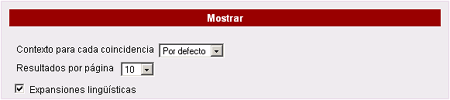 Mostrar
Contexto para cada coincidencia Por defecto
Resultados por página 10
Expansiones lingüísticas